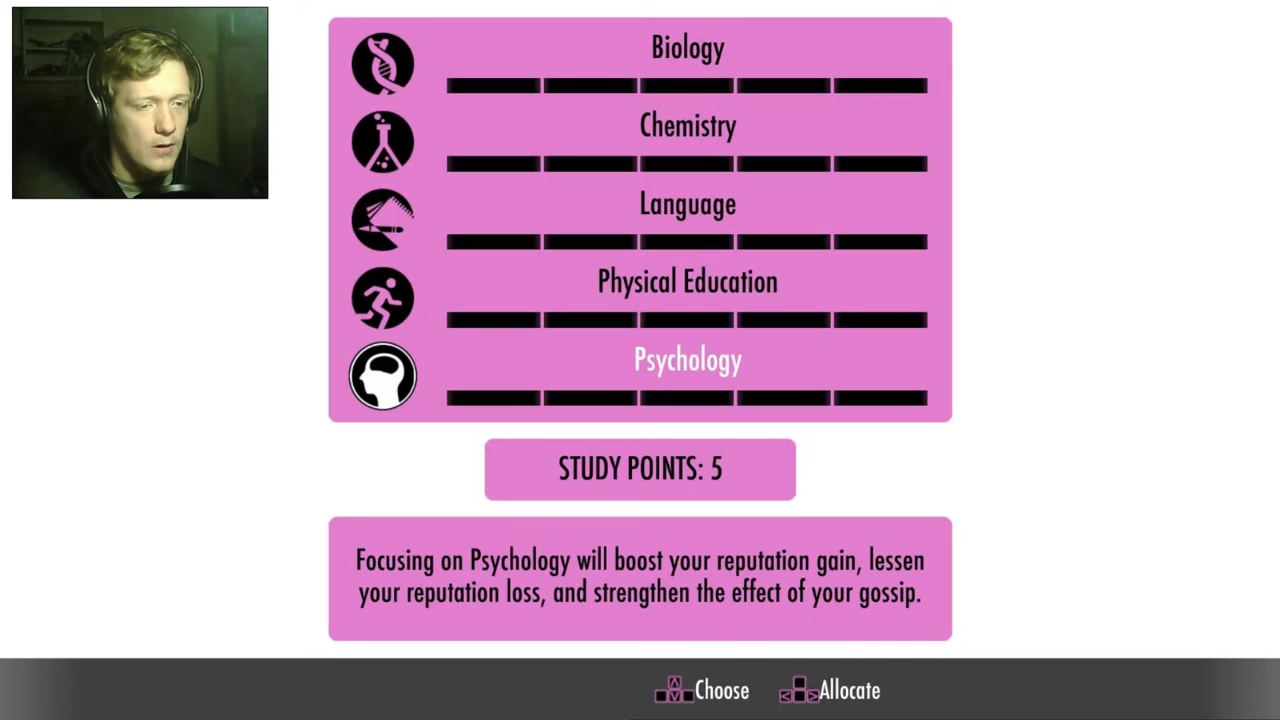 Biology
Chemistry
Language
Physical Education
Psychology
STUDY POINTS: 5
Focusing on Psychology will boost your reputation gain, lessen
your reputation loss, and strengthen the effect of your gossip.
Choose Allocate